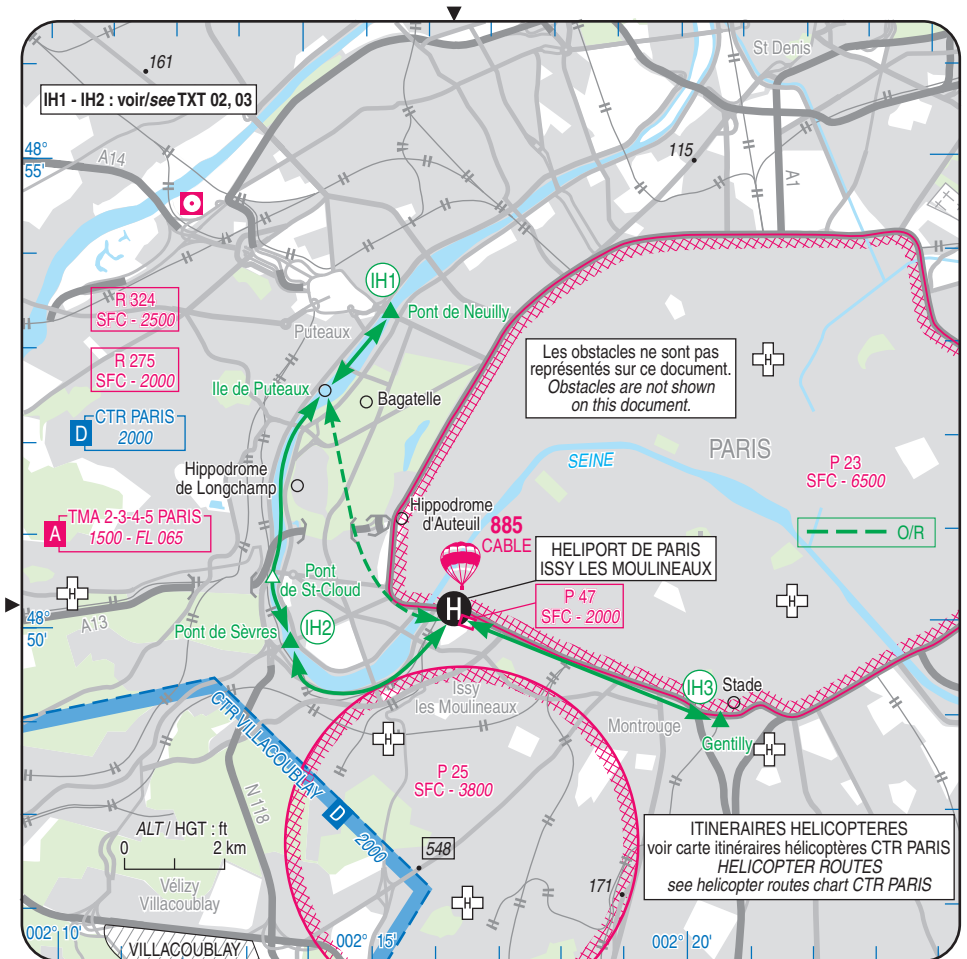 161
St Denis
IH1 - IH2 : voir/see TXT 02, 03
48°
55'
A14
115
A1
IH1
R 324
SFC - 2500
Pont de Neuilly
Puteaux
R 275
SFC - 2000
Les obstacles ne sont pas
représentés sur ce document.
Obstacles are not shown
on this document.
H
Ile de Puteaux
Bagatelle
D
CTR PARIS
2000
PARIS
SEINE
Hippodrome
de Longchamp
P 23
SFC - 6500
Hippodrome
d'Auteuil
A
TMA 2-3-4-5 PARIS
1500 - FL 065
885
CABLE
O/R
HELIPORT DE PARIS
ISSY LES MOULINEAUX
Pont
de St-Cloud
H
P 47
SFC - 2000
H
H
48°
50'
A13
Pont de Sèvres
IH2
IH3
Stade
Issy
les Moulineaux
Montrouge
Gentilly
H
H
CTR VILLACOUBLAY
D
2000
P 25
SFC - 3800
N 118
ALT / HGT : ft
0
2 km
548
ITINERAIRES HELICOPTERES
voir carte itinéraires hélicoptères CTR PARIS
HELICOPTER ROUTES
see helicopter routes chart CTR PARIS
Vélizy
Villacoublay
171
H
002° 10'
VILLACOUBLAY
002° 15'
002° 20'